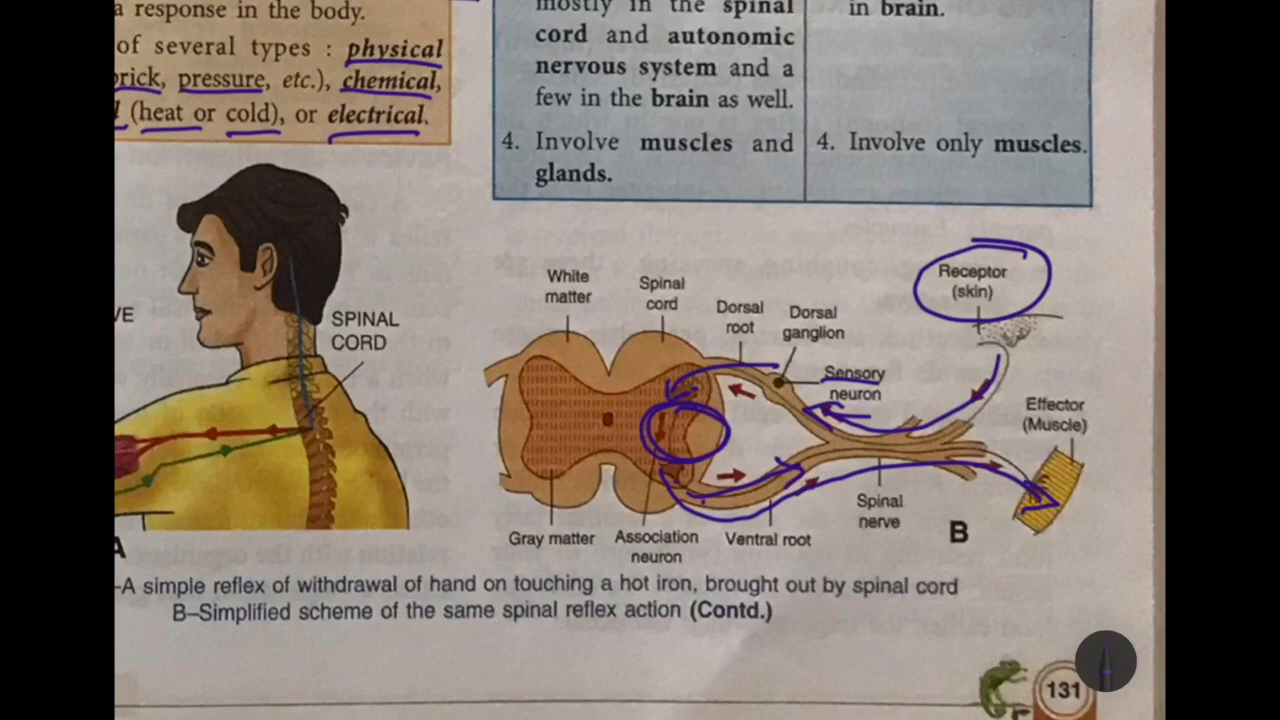 a response in the body.
of several types : physical
prick, pressure, etc.), chemical,
(heat or cold), or electrical.
mostly in the spinal
cord and autonomic
nervous system and a
few in the brain as well.
4. Involve muscles and
glands.
in brain.
4. Involve only muscles.
VE
SPINAL
CORD
A
White
matter
Spinal
cord
Dorsal
root
Dorsal
ganglion
Receptor
(skin)
Sensory
neuron
Effector
(Muscle)
Spinal
nerve
B
Gray matter
Association
neuron
Ventral root
–A simple reflex of withdrawal of hand on touching a hot iron, brought out by spinal cord
B–Simplified scheme of the same spinal reflex action (Contd.)
131